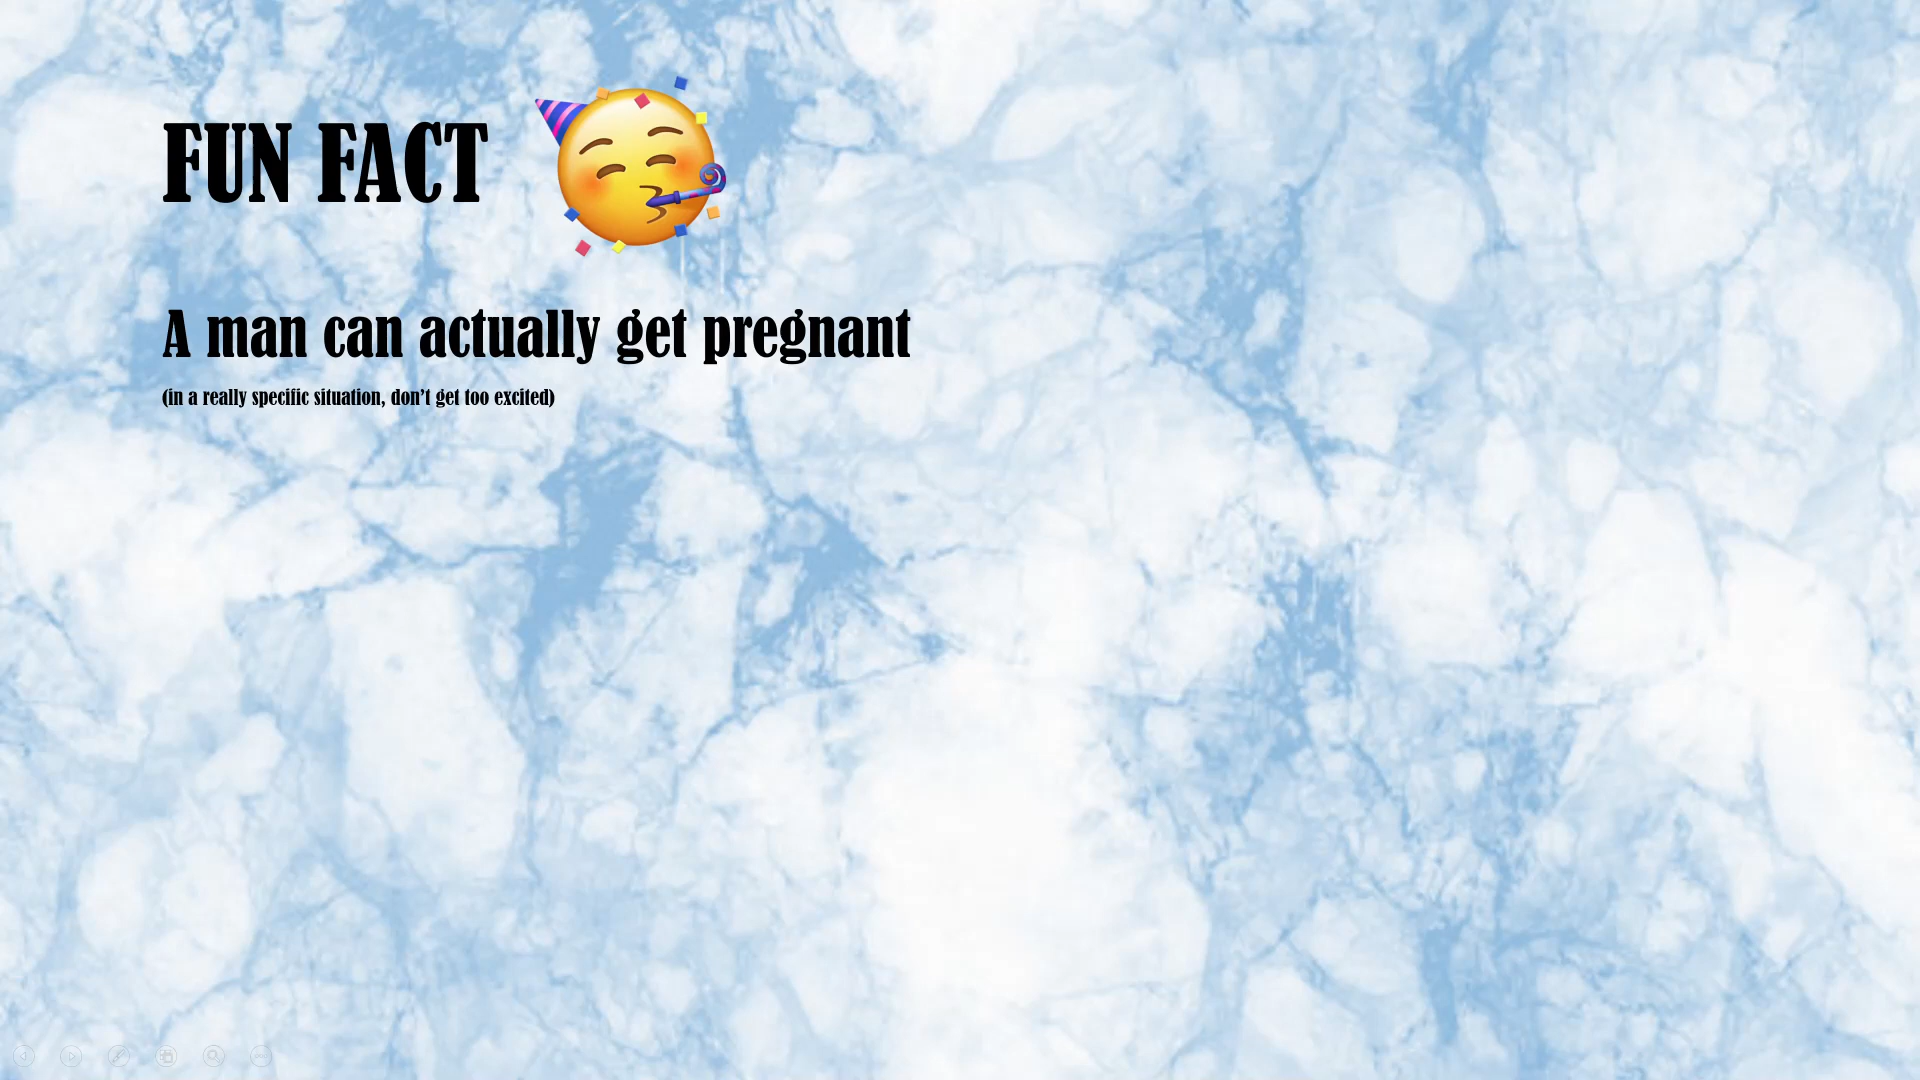 FUN FACT
A man can actually get pregnant
(in a really specific situation, don’t get too excited)